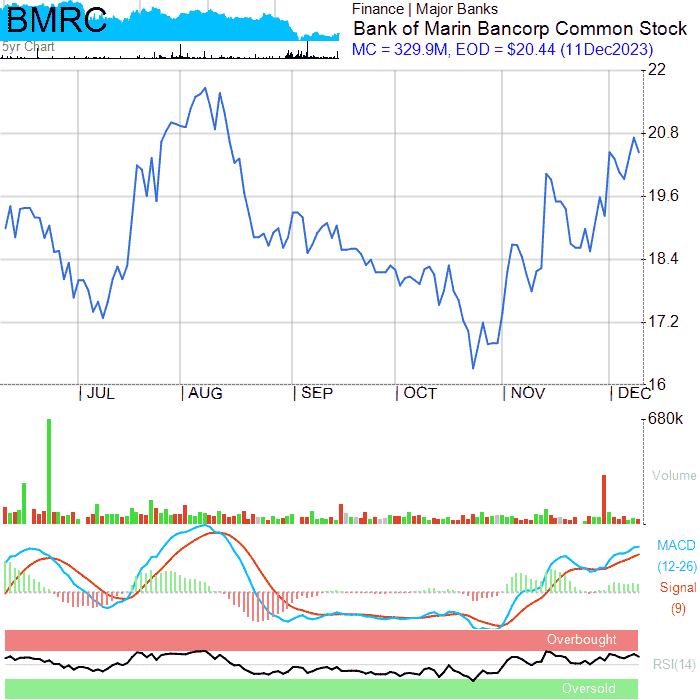 BMRC
5yr Chart
Finance | Major Banks
Bank of Marin Bancorp Common Stock
MC = 329.9M, EOD = $20.44 (11Dec2023)
22
20.8
19.6
18.4
17.2
16
JUL AUG SEP OCT NOV DEC
680k
Volume
MACD
(12-26)
Signal
(9)
Overbought
RSI(14)
Oversold